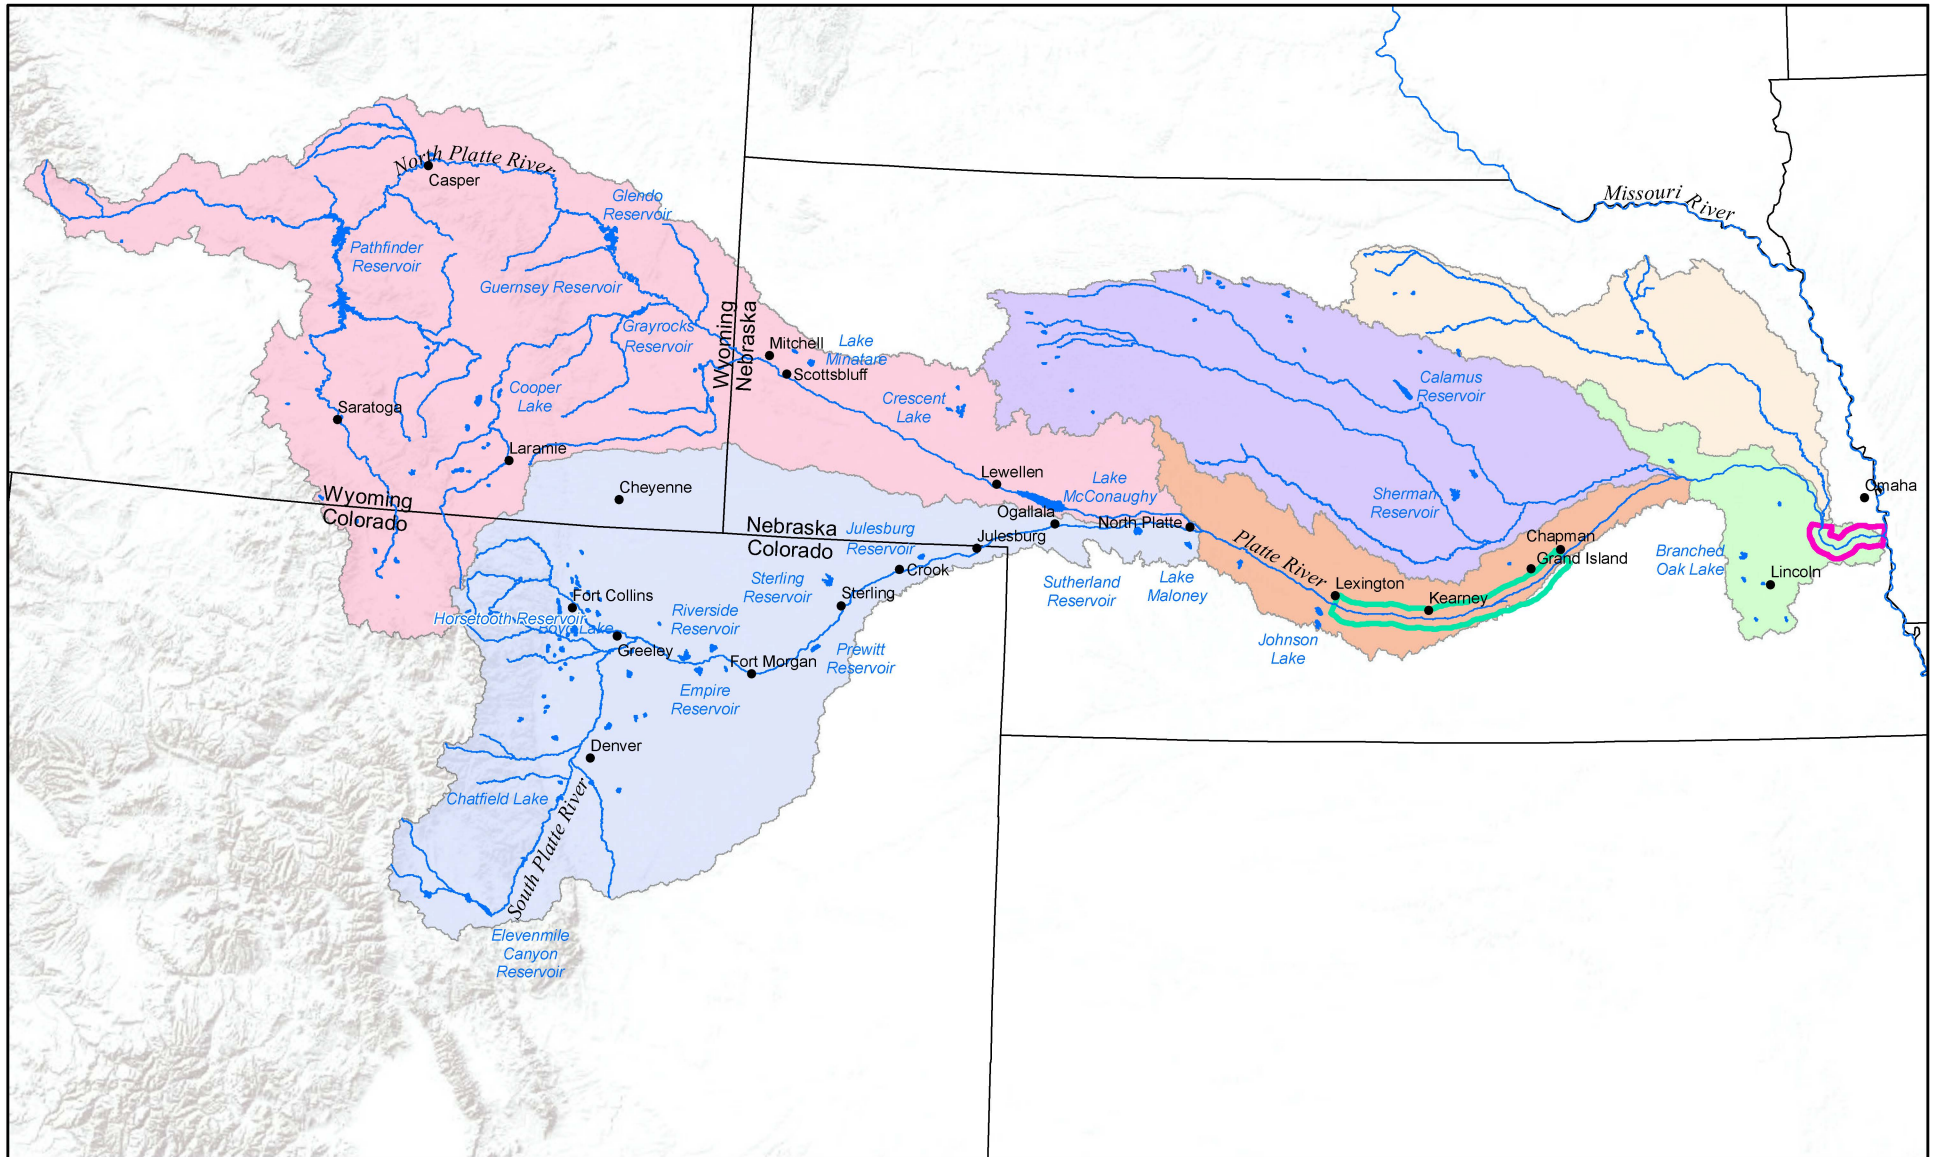 North Platte River
Casper
Missouri River
Glendo
Reservoir
Pathfinder
Reservoir
Guernsey Reservoir
Grayrocks
Reservoir
Wyoming
Nebraska
Mitchell
Lake
Minatare
Scottsbluff
Cooper
Lake
Crescent
Lake
Calamus
Reservoir
Saratoga
Laramie
Cheyenne
Lewellen
Lake
McConaughy
Sherman
Reservoir
Omaha
Wyoming
Colorado
Nebraska
Colorado
Julesburg
Reservoir
Ogallala
Julesburg
North Platte
Platte River
Chapman
Grand Island
Branched
Oak Lake
Lincoln
Crook
Sterling
Reservoir
Sterling
Sutherland
Reservoir
Lake
Maloney
Lexington
Kearney
Fort Collins
Horsetooth Reservoir
Boyd Lake
Riverside
Reservoir
Greeley
Fort Morgan
Prewitt
Reservoir
Johnson
Lake
Empire
Reservoir
Denver
Chatfield Lake
South Platte River
Elevenmile
Canyon
Reservoir